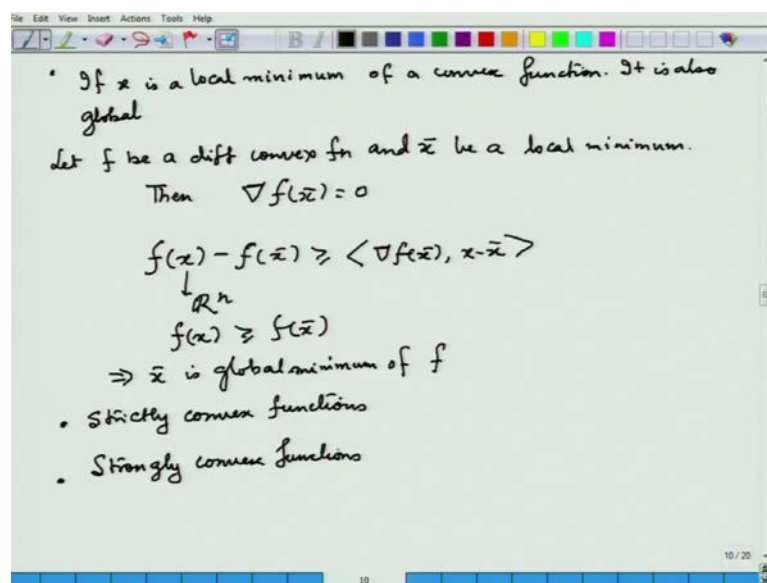 File Edit View Insert Actions Tools Help
B I
• If x is a local minimum of a convex function. It is also
global
Let f be a diff convex fn and x̄ be a local minimum.
Then ∇f(x̄) = 0
f(x) - f(x̄) ≥ <∇f(x̄), x-x̄>
↓
ℝⁿ
f(x) ≥ f(x̄)
⇒ x̄ is global minimum of f
• Strictly convex functions
• Strongly convex functions
10 / 20
10